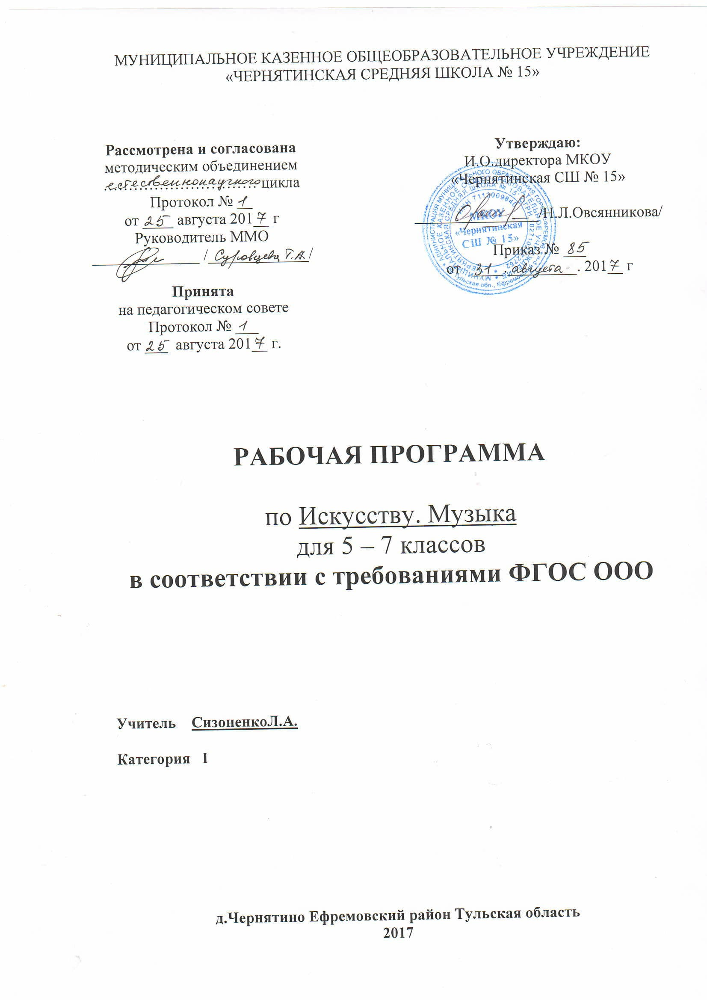 МУНИЦИПАЛЬНОЕ КАЗЕННОЕ ОБЩЕОБРАЗОВАТЕЛЬНОЕ УЧРЕЖДЕНИЕ
«ЧЕРНЯТИНСКАЯ СРЕДНЯЯ ШКОЛА № 15»
Рассмотрена и согласована
методическим объединением
естественнонаучного цикла
Протокол № 1
от 25 августа 2017 г
Руководитель ММО
/ Суровцева Т.А. /
Принята
на педагогическом совете
Протокол № 1
от 25 августа 2017 г.
Утверждаю:
И.О.директора МКОУ
«Чернятинская СШ № 15»
/Н.Л.Овсянникова/
Приказ № 85
от 31 . августа . 2017 г
МКОУ
«Чернятинская
СШ № 15»
РАБОЧАЯ ПРОГРАММА
по Искусству. Музыка
для 5 – 7 классов
в соответствии с требованиями ФГОС ООО
Учитель СизоненкоЛ.А.
Категория I
д.Чернятино Ефремовский район Тульская область
2017